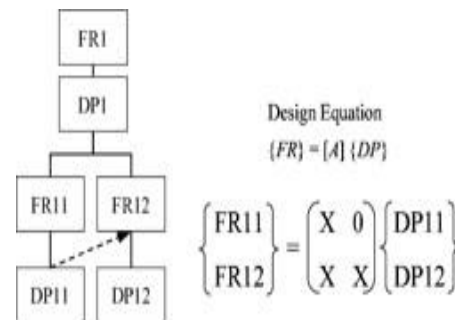 FR1
DP1
Design Equation
{FR} = [A] {DP}
FR11 FR12
{FR11} = (X 0) {DP11}
{FR12} (X X) {DP12}
DP11 DP12